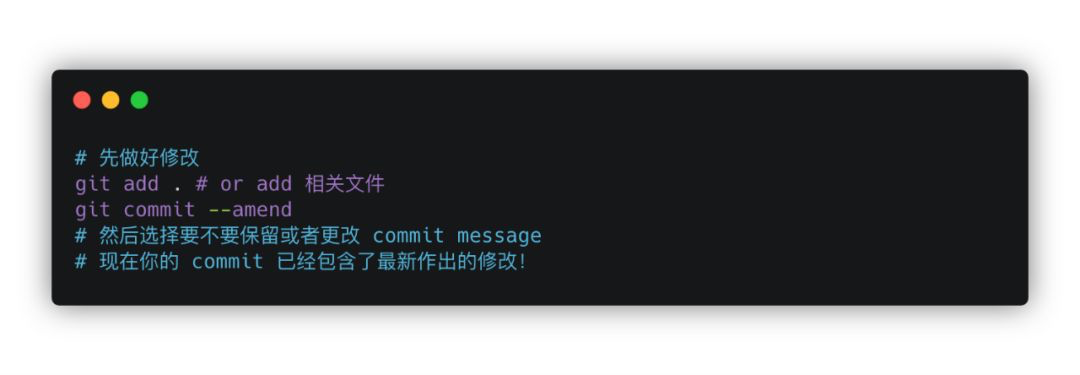 # 先做好修改
git add . # or add 相关文件
git commit --amend
# 然后选择要不要保留或者更改 commit message
# 现在你的 commit 已经包含了最新作出的修改!